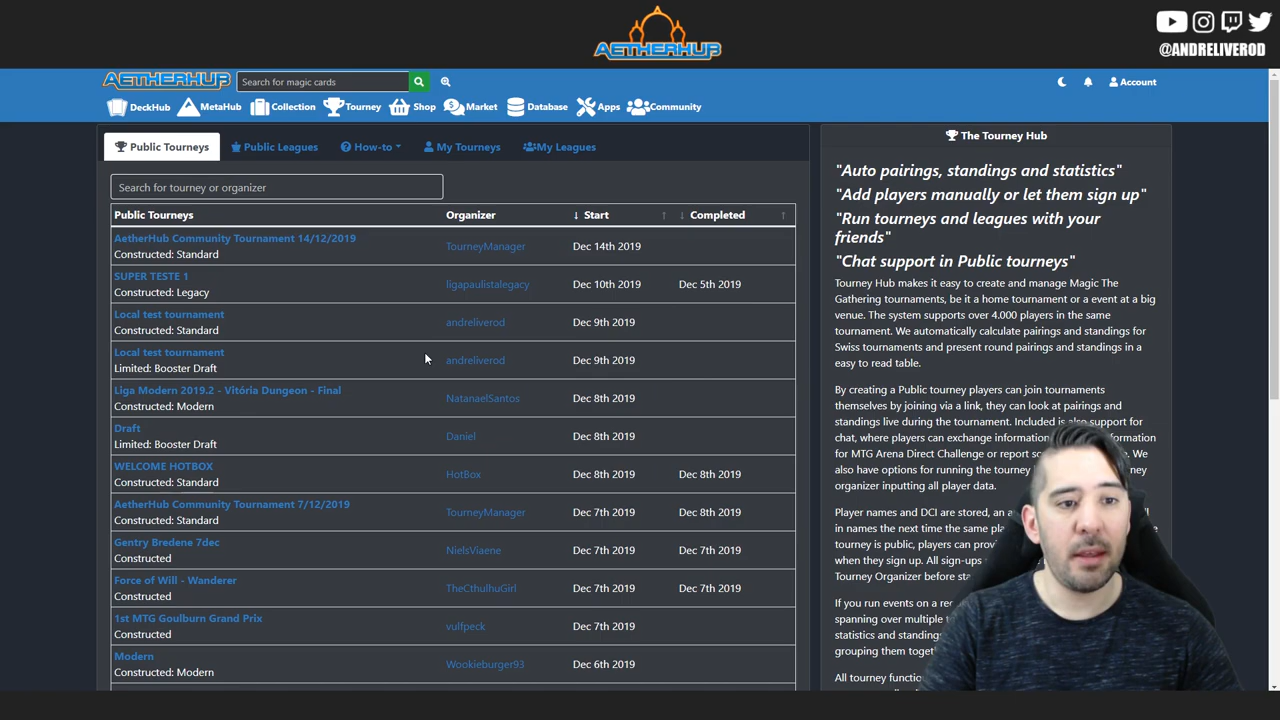 AETHERHUB
@ANDRELIVEROD
AETHERHUB
Search for magic cards
Account
DeckHub MetaHub Collection Tourney Shop Market Database Apps Community
Public Tourneys Public Leagues How-to My Tourneys My Leagues
Search for tourney or organizer
Public Tourneys Organizer ↓ Start ↑ ↓ Completed ↑
AetherHub Community Tournament 14/12/2019
Constructed: Standard
TourneyManager Dec 14th 2019
SUPER TESTE 1
Constructed: Legacy
ligapaulistalegacy Dec 10th 2019 Dec 5th 2019
Local test tournament
Constructed: Standard
andreliverod Dec 9th 2019
Local test tournament
Limited: Booster Draft
andreliverod Dec 9th 2019
Liga Modern 2019.2 - Vitória Dungeon - Final
Constructed: Modern
NatanaelSantos Dec 8th 2019
Draft
Limited: Booster Draft
Daniel Dec 8th 2019
WELCOME HOTBOX
Constructed: Standard
HotBox Dec 8th 2019 Dec 8th 2019
AetherHub Community Tournament 7/12/2019
Constructed: Standard
TourneyManager Dec 7th 2019 Dec 8th 2019
Gentry Bredene 7dec
Constructed
NielsViaene Dec 7th 2019 Dec 7th 2019
Force of Will - Wanderer
Constructed
TheCthulhuGirl Dec 7th 2019 Dec 7th 2019
1st MTG Goulburn Grand Prix
Constructed
vulfpeck Dec 7th 2019
Modern
Constructed: Modern
Wookieburger93 Dec 6th 2019
The Tourney Hub
"Auto pairings, standings and statistics"
"Add players manually or let them sign up"
"Run tourneys and leagues with your
friends"
"Chat support in Public tourneys"
Tourney Hub makes it easy to create and manage Magic The
Gathering tournaments, be it a home tournament or a event at a big
venue. The system supports over 4.000 players in the same
tournament. We automatically calculate pairings and standings for
Swiss tournaments and present round pairings and standings in a
easy to read table.
By creating a Public tourney players can join tournaments
themselves by joining via a link, they can look at pairings and
standings live during the tournament. Included is also support for
chat, where players can exchange information
for MTG Arena Direct Challenge or report
We also have options for running the tourney
organizer inputting all player data.
Player names and DCI are stored, an
in names the next time the same
tourney is public, players can
when they sign up. All sign-ups
Tourney Organizer before
If you run events on a
spanning over multiple
statistics and standings
grouping them
All tourney